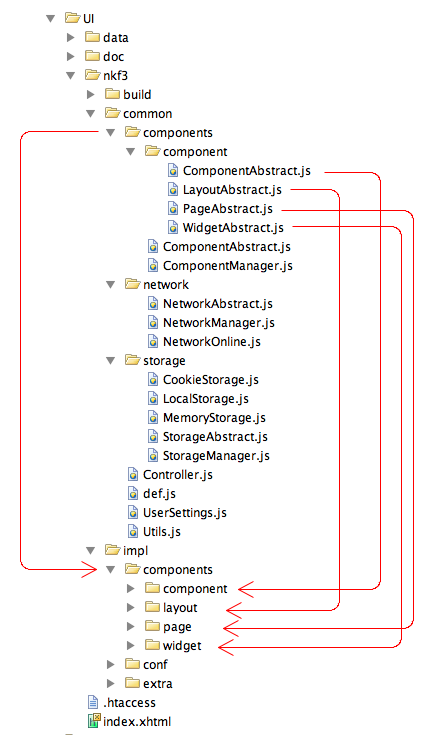 UI
data
doc
nkf3
build
common
components
component
ComponentAbstract.js
LayoutAbstract.js
PageAbstract.js
WidgetAbstract.js
ComponentAbstract.js
ComponentManager.js
network
NetworkAbstract.js
NetworkManager.js
NetworkOnline.js
storage
CookieStorage.js
LocalStorage.js
MemoryStorage.js
StorageAbstract.js
StorageManager.js
Controller.js
def.js
UserSettings.js
Utils.js
impl
components
component
layout
page
widget
conf
extra
.htaccess
index.xhtml